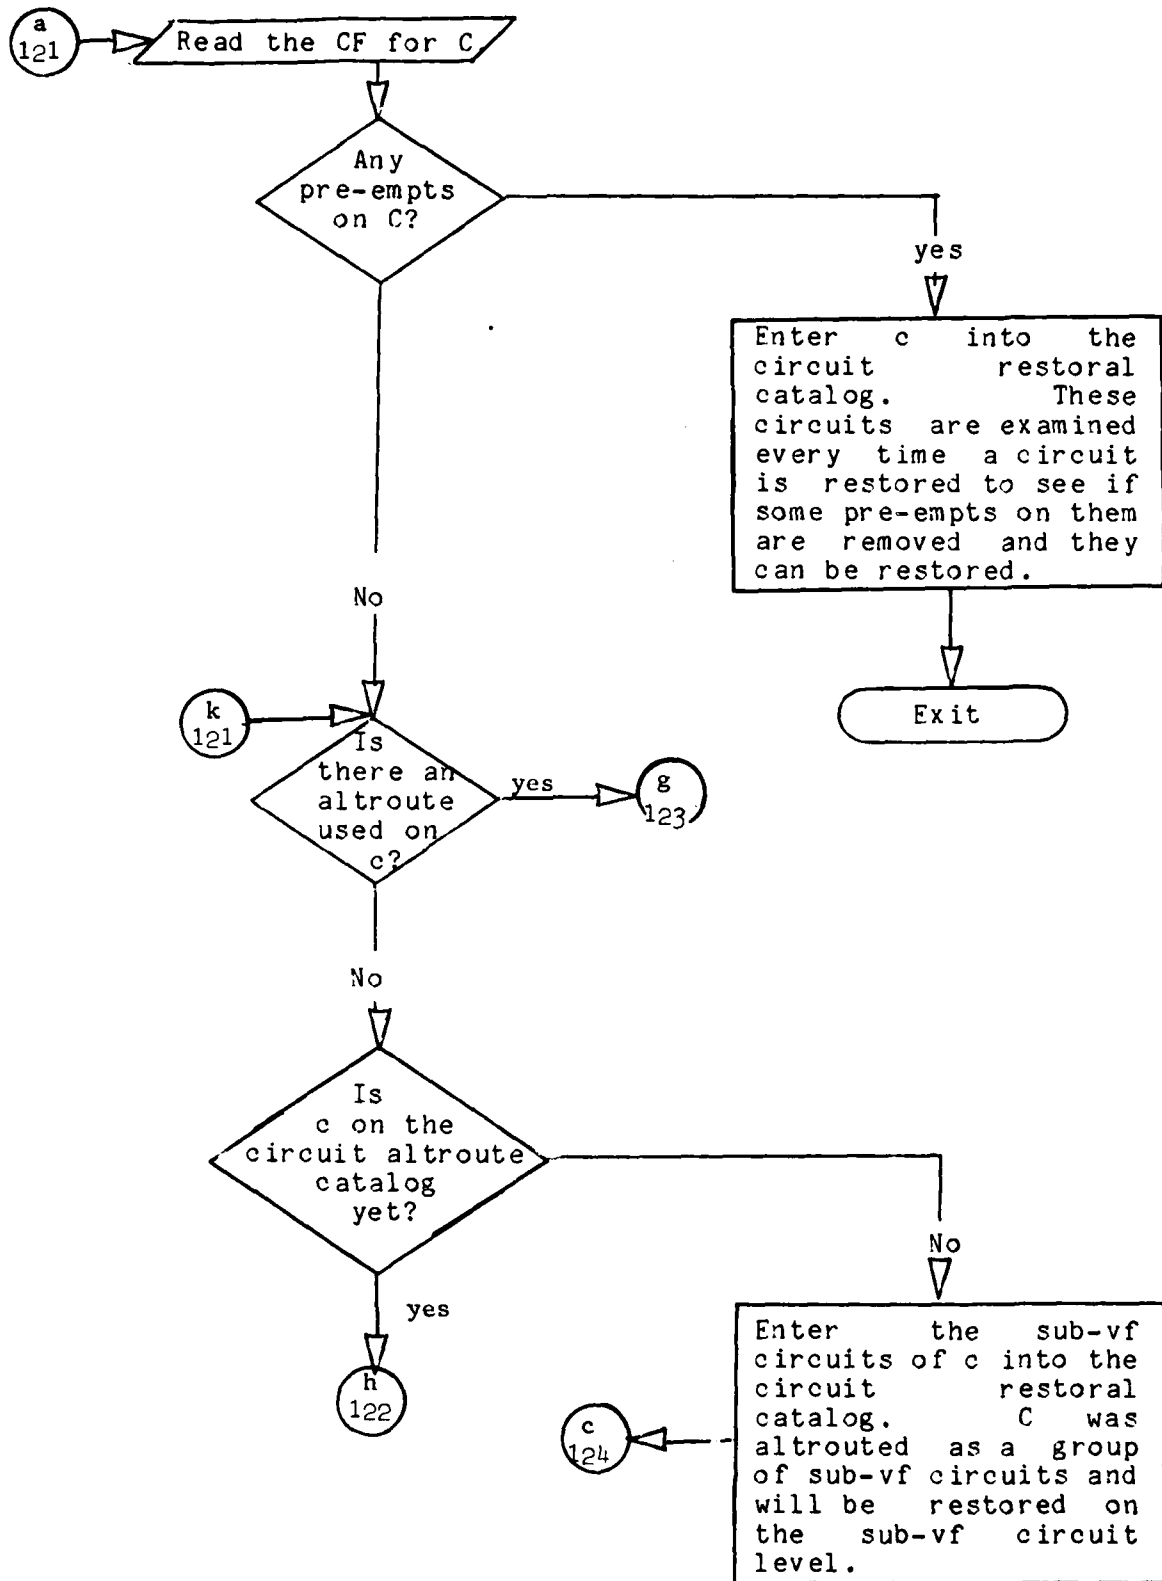 a
121
Read the CF for C
Any
pre-empts
on C?
yes
Enter c into the
circuit restoral
catalog. These
circuits are examined
every time a circuit
is restored to see if
some pre-empts on them
are removed and they
can be restored.
No
Exit
k
121
Is
there an
altroute
used on
c?
yes
g
123
No
Is
c on the
circuit altroute
catalog
yet?
No
yes
h
122
Enter the sub-vf
circuits of c into the
circuit restoral
catalog. C was
altrouted as a group
of sub-vf circuits and
will be restored on
the sub-vf circuit
level.
c
124